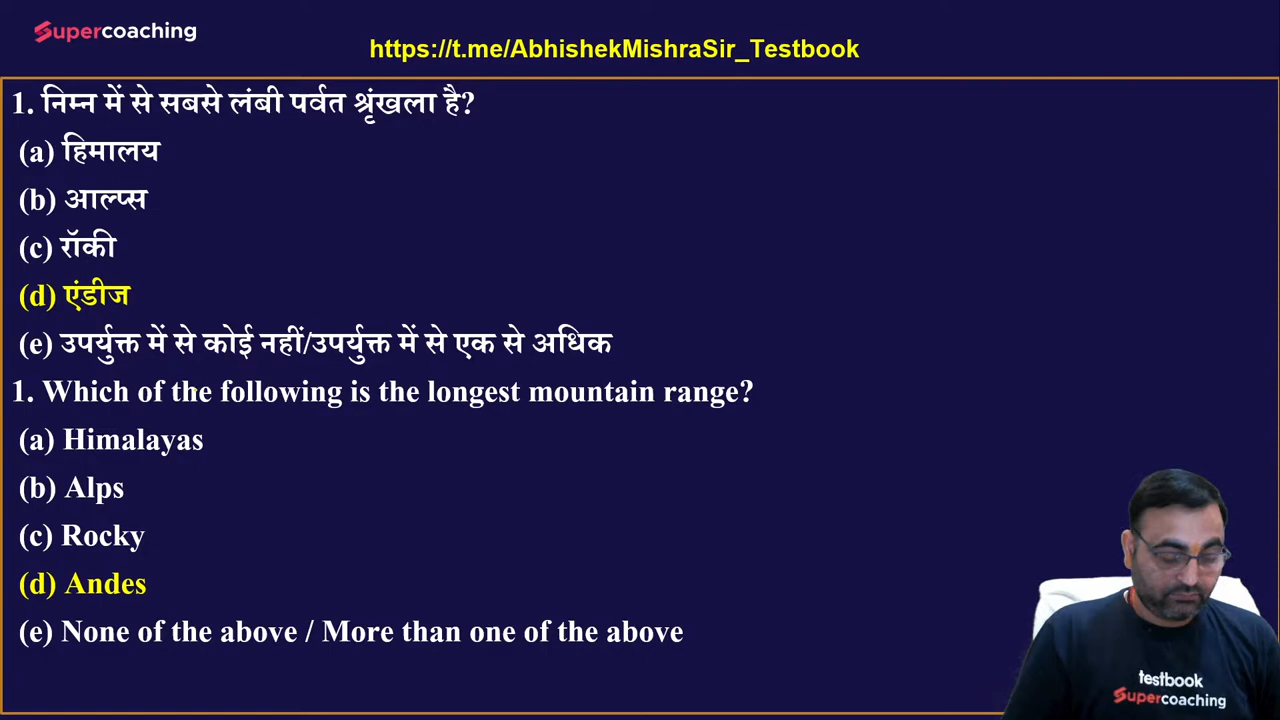 Supercoaching
https://t.me/AbhishekMishraSir_Testbook
1. निम्न में से सबसे लंबी पर्वत श्रृंखला है?
(a) हिमालय
(b) आल्प्स
(c) रॉकी
(d) एंडीज
(e) उपर्युक्त में से कोई नहीं/उपर्युक्त में से एक से अधिक
1. Which of the following is the longest mountain range?
(a) Himalayas
(b) Alps
(c) Rocky
(d) Andes
(e) None of the above / More than one of the above
testbook
Supercoaching